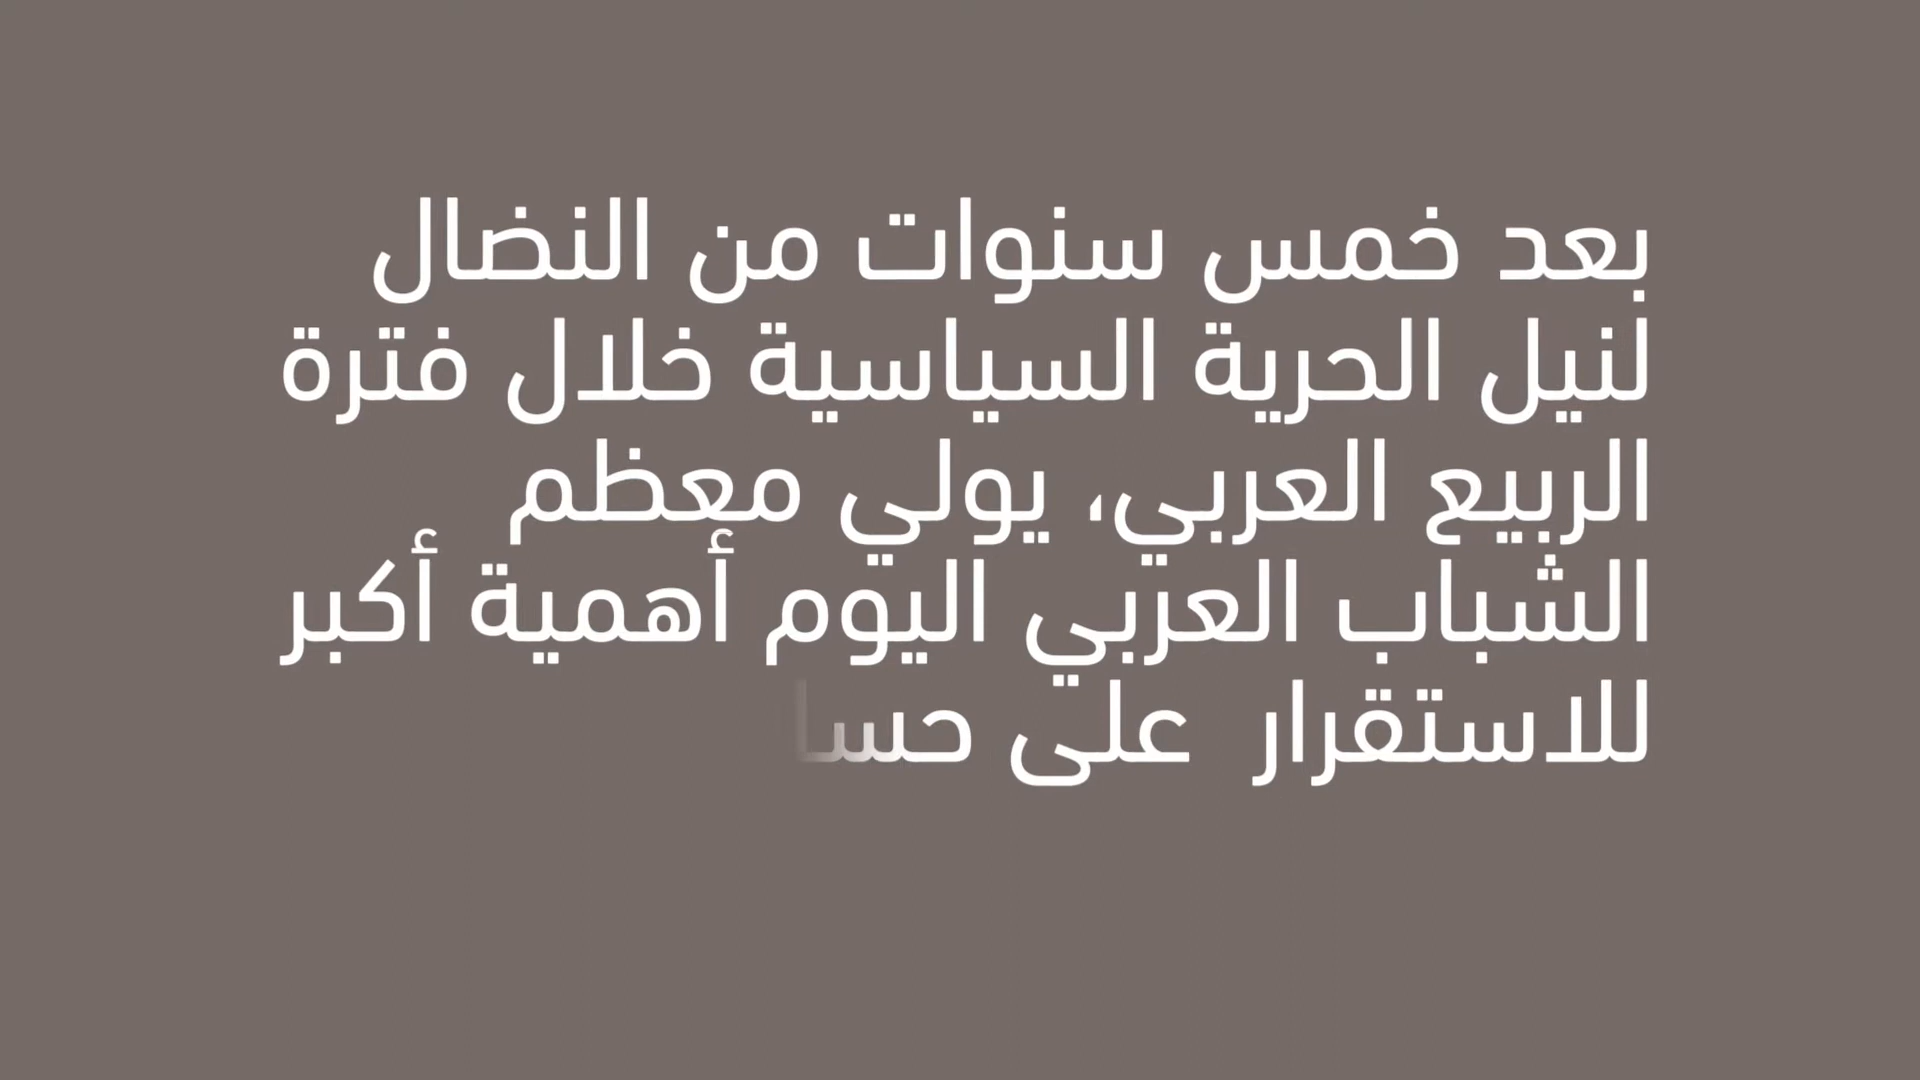 بعد خمس سنوات من النضال
لنيل الحرية السياسية خلال فترة
الربيع العربي، يولي معظم
الشباب العربي اليوم أهمية أكبر
للاستقرار على حسا